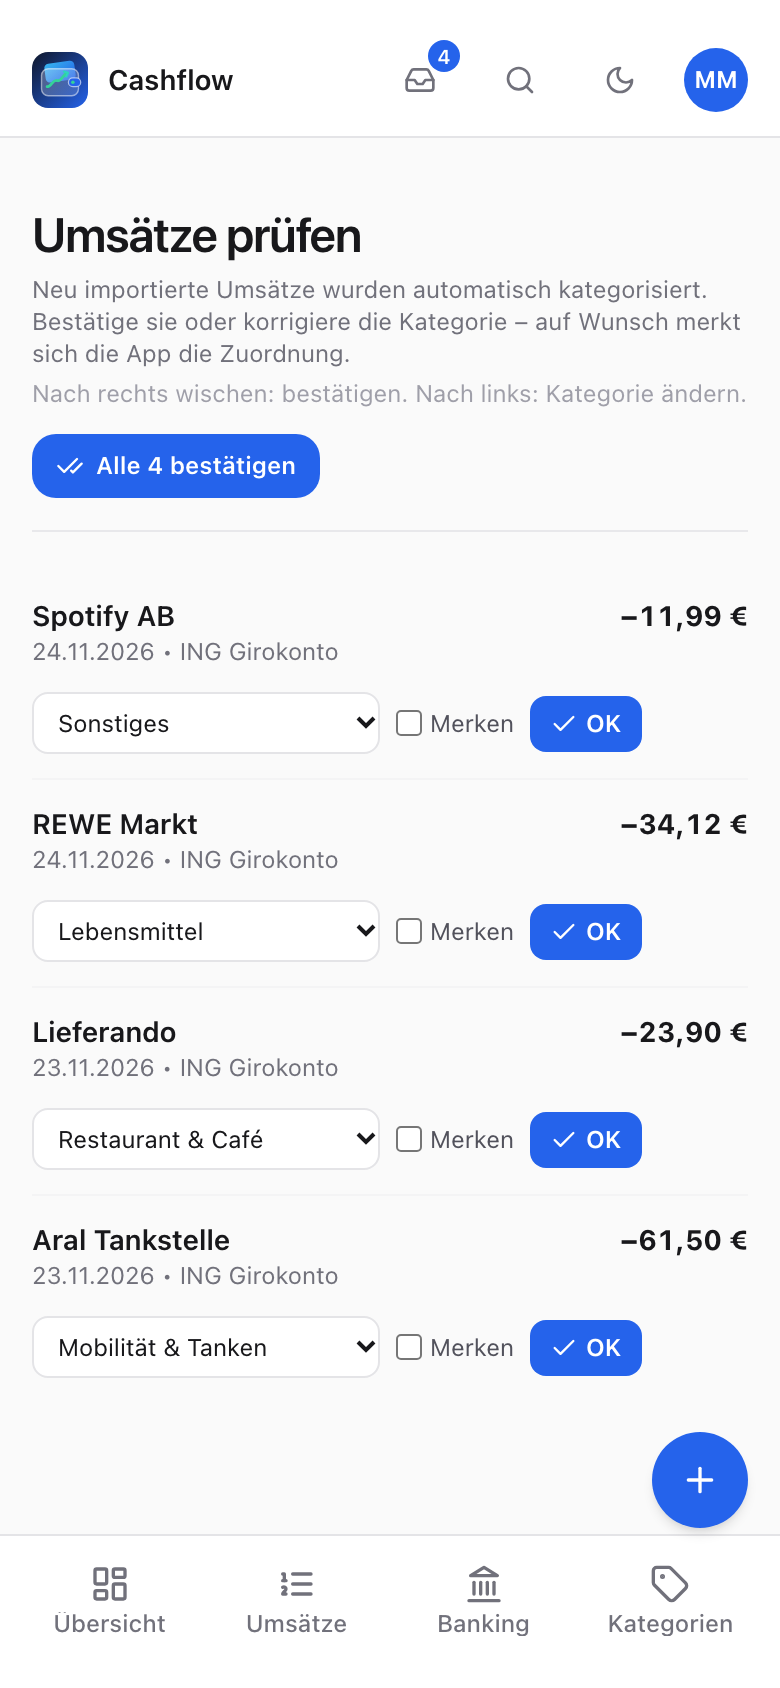 Cashflow
4
MM
Umsätze prüfen
Neu importierte Umsätze wurden automatisch kategorisiert.
Bestätige sie oder korrigiere die Kategorie – auf Wunsch merkt
sich die App die Zuordnung.
Nach rechts wischen: bestätigen. Nach links: Kategorie ändern.
Alle 4 bestätigen
Spotify AB
−11,99 €
24.11.2026 • ING Girokonto
Sonstiges
Merken
OK
REWE Markt
−34,12 €
24.11.2026 • ING Girokonto
Lebensmittel
Merken
OK
Lieferando
−23,90 €
23.11.2026 • ING Girokonto
Restaurant & Café
Merken
OK
Aral Tankstelle
−61,50 €
23.11.2026 • ING Girokonto
Mobilität & Tanken
Merken
OK
Übersicht
Umsätze
Banking
Kategorien